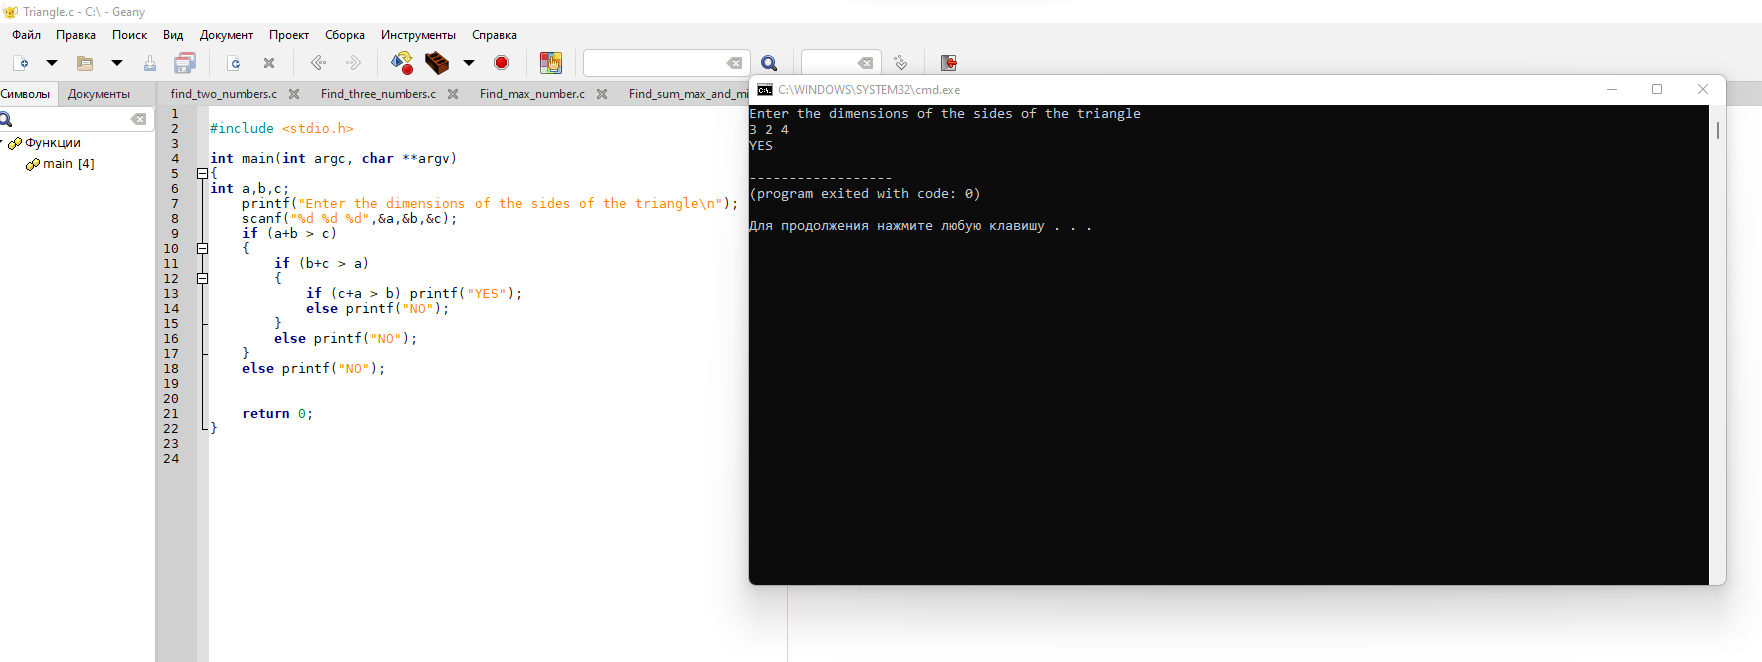 Triangle.c - C:\ - Geany
Файл Правка Поиск Вид Документ Проект Сборка Инструменты Справка
Символы Документы
find_two_numbers.c Find_three_numbers.c Find_max_number.c Find_sum_max_and_mi
Функции
main [4]
1
2 #include <stdio.h>
3
4 int main(int argc, char **argv)
5 {
6 int a,b,c;
7 printf("Enter the dimensions of the sides of the triangle\n");
8 scanf("%d %d %d",&a,&b,&c);
9 if (a+b > c)
10 {
11 if (b+c > a)
12 {
13 if (c+a > b) printf("YES");
14 else printf("NO");
15 }
16 else printf("NO");
17 }
18 else printf("NO");
19
20
21 return 0;
22 }
23
24
C:\WINDOWS\SYSTEM32\cmd.exe
Enter the dimensions of the sides of the triangle
3 2 4
YES
------------------
(program exited with code: 0)
Для продолжения нажмите любую клавишу . . .